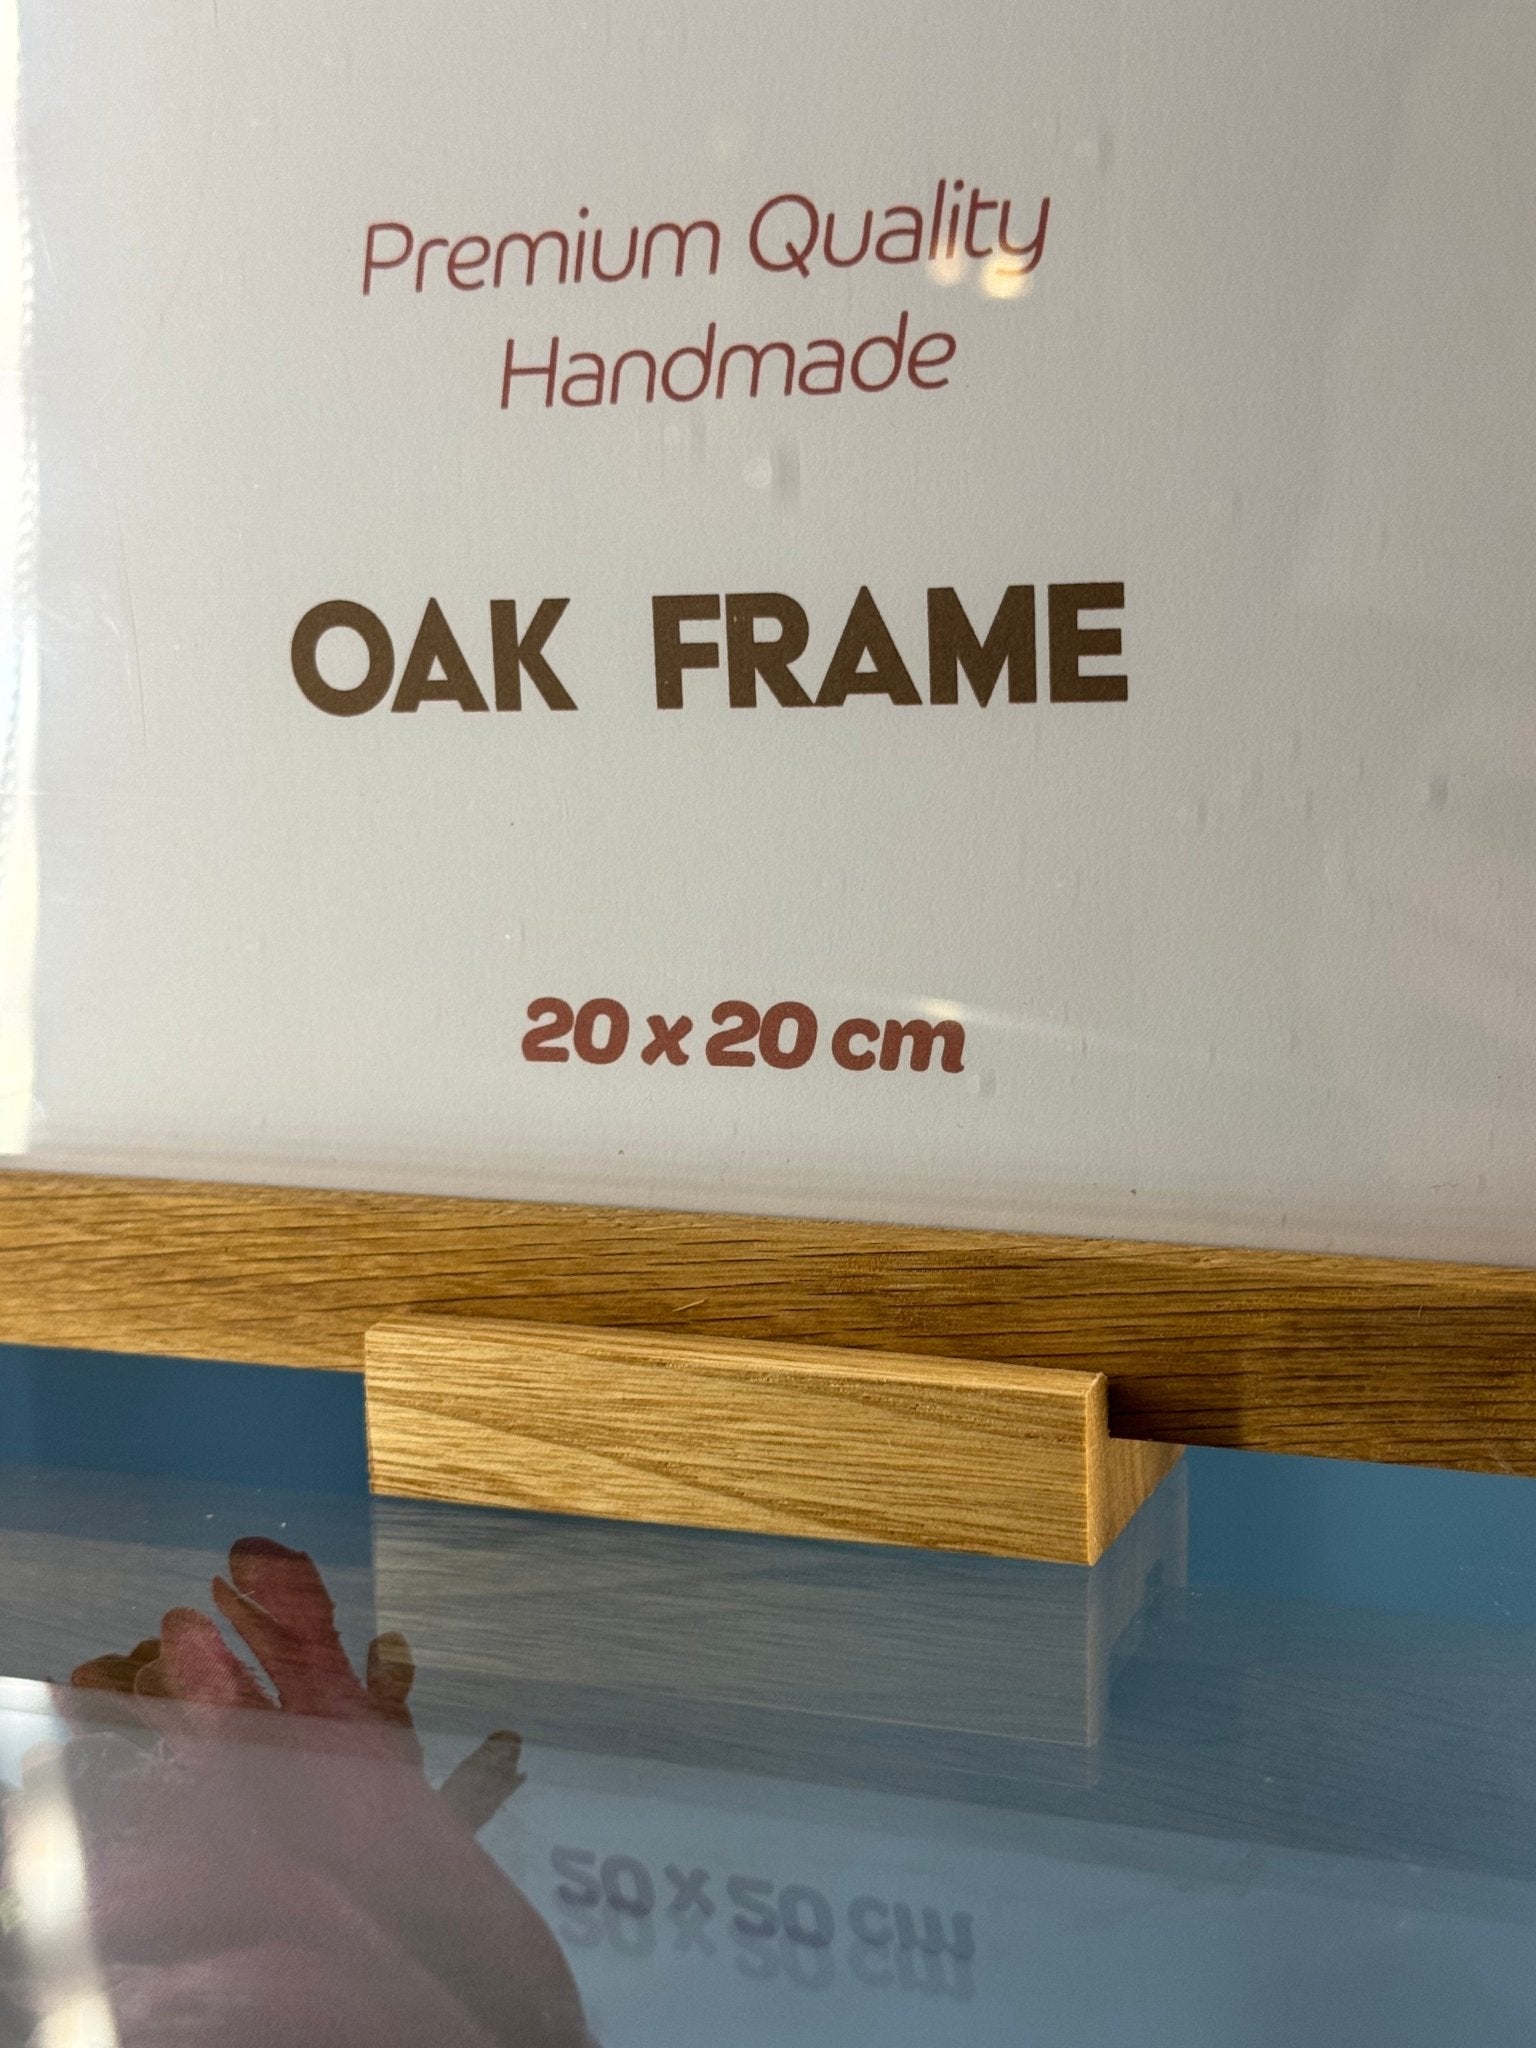 Premium Quality
Handmade
OAK FRAME
20 x 20 cm